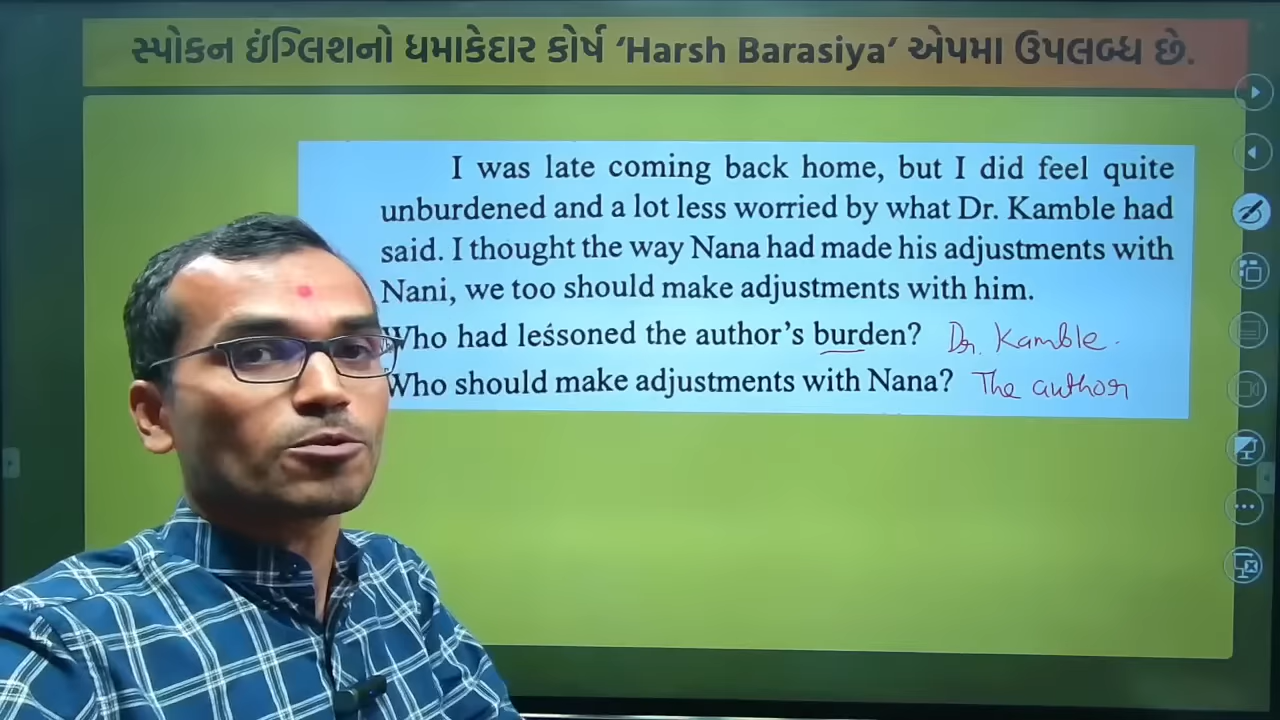 સ્પોકન ઇંગ્લિશનો ધમાકેદાર કોર્ષ ‘Harsh Barasiya’ એપમા ઉપલબ્ધ છે.
I was late coming back home, but I did feel quite
unburdened and a lot less worried by what Dr. Kamble had
said. I thought the way Nana had made his adjustments with
Nani, we too should make adjustments with him.
Who had lessoned the author's burden? Dr. Kamble.
Who should make adjustments with Nana? The author